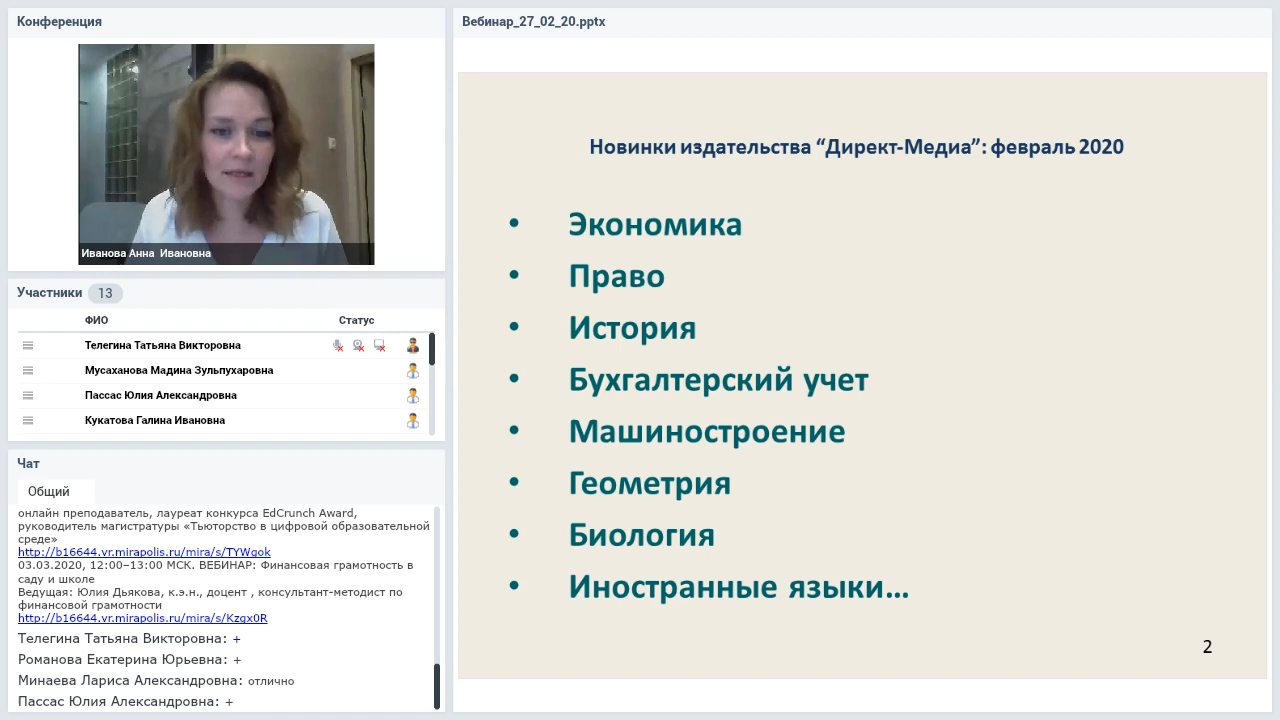 Конференция
Иванова Анна  Ивановна
Участники 13
ФИО Статус
Телегина Татьяна Викторовна
Мусаханова Мадина Зульпухаровна
Пассас Юлия Александровна
Кукатова Галина Ивановна
Чат
Общий
онлайн преподаватель, лауреат конкурса EdCrunch Award,
руководитель магистратуры «Тьюторство в цифровой образовательной
среде»
http://b16644.vr.mirapolis.ru/mira/s/TYWgok
03.03.2020, 12:00–13:00 МСК. ВЕБИНАР: Финансовая грамотность в
саду и школе
Ведущая: Юлия Дьякова, к.э.н., доцент , консультант-методист по
финансовой грамотности
http://b16644.vr.mirapolis.ru/mira/s/Kzgx0R
Телегина Татьяна Викторовна: +
Романова Екатерина Юрьевна: +
Минаева Лариса Александровна: отлично
Пассас Юлия Александровна: +
Вебинар_27_02_20.pptx
Новинки издательства “Директ-Медиа”: февраль 2020
• Экономика
• Право
• История
• Бухгалтерский учет
• Машиностроение
• Геометрия
• Биология
• Иностранные языки…
2